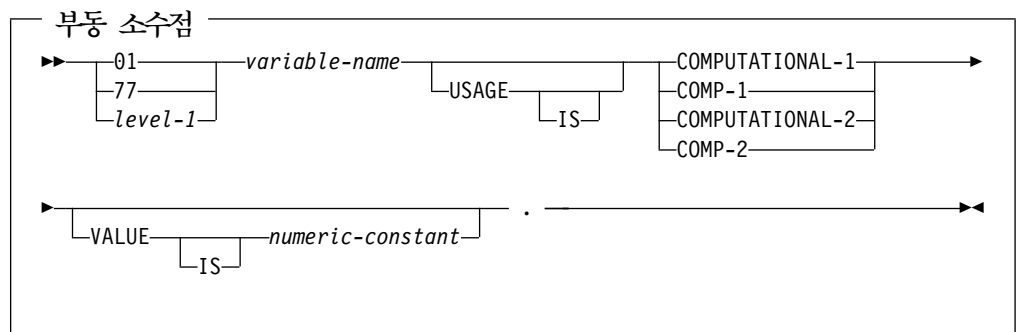 부동 소수점
01 variable-name COMPUTATIONAL-1
77 USAGE COMP-1
level-1 IS COMPUTATIONAL-2
COMP-2
.
VALUE numeric-constant
IS